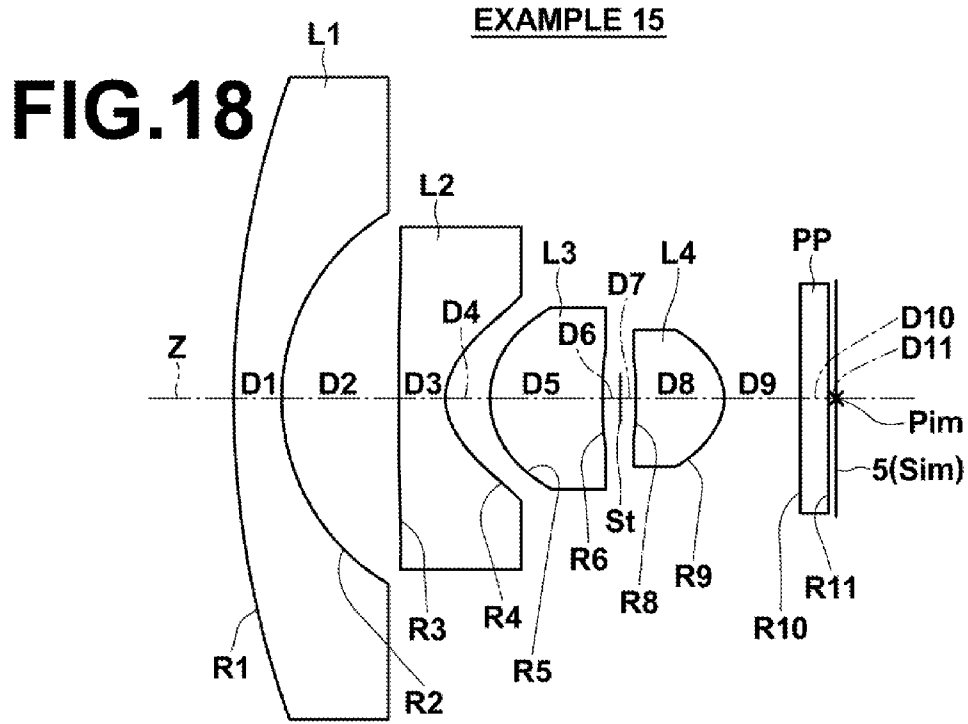 EXAMPLE 15
FIG.18
L1
L2
L3
L4
PP
Z
D1
D2
D3
D4
D5
D6
D7
D8
D9
D10
D11
Pim
5(Sim)
St
R1
R2
R3
R4
R5
R6
R8
R9
R10
R11